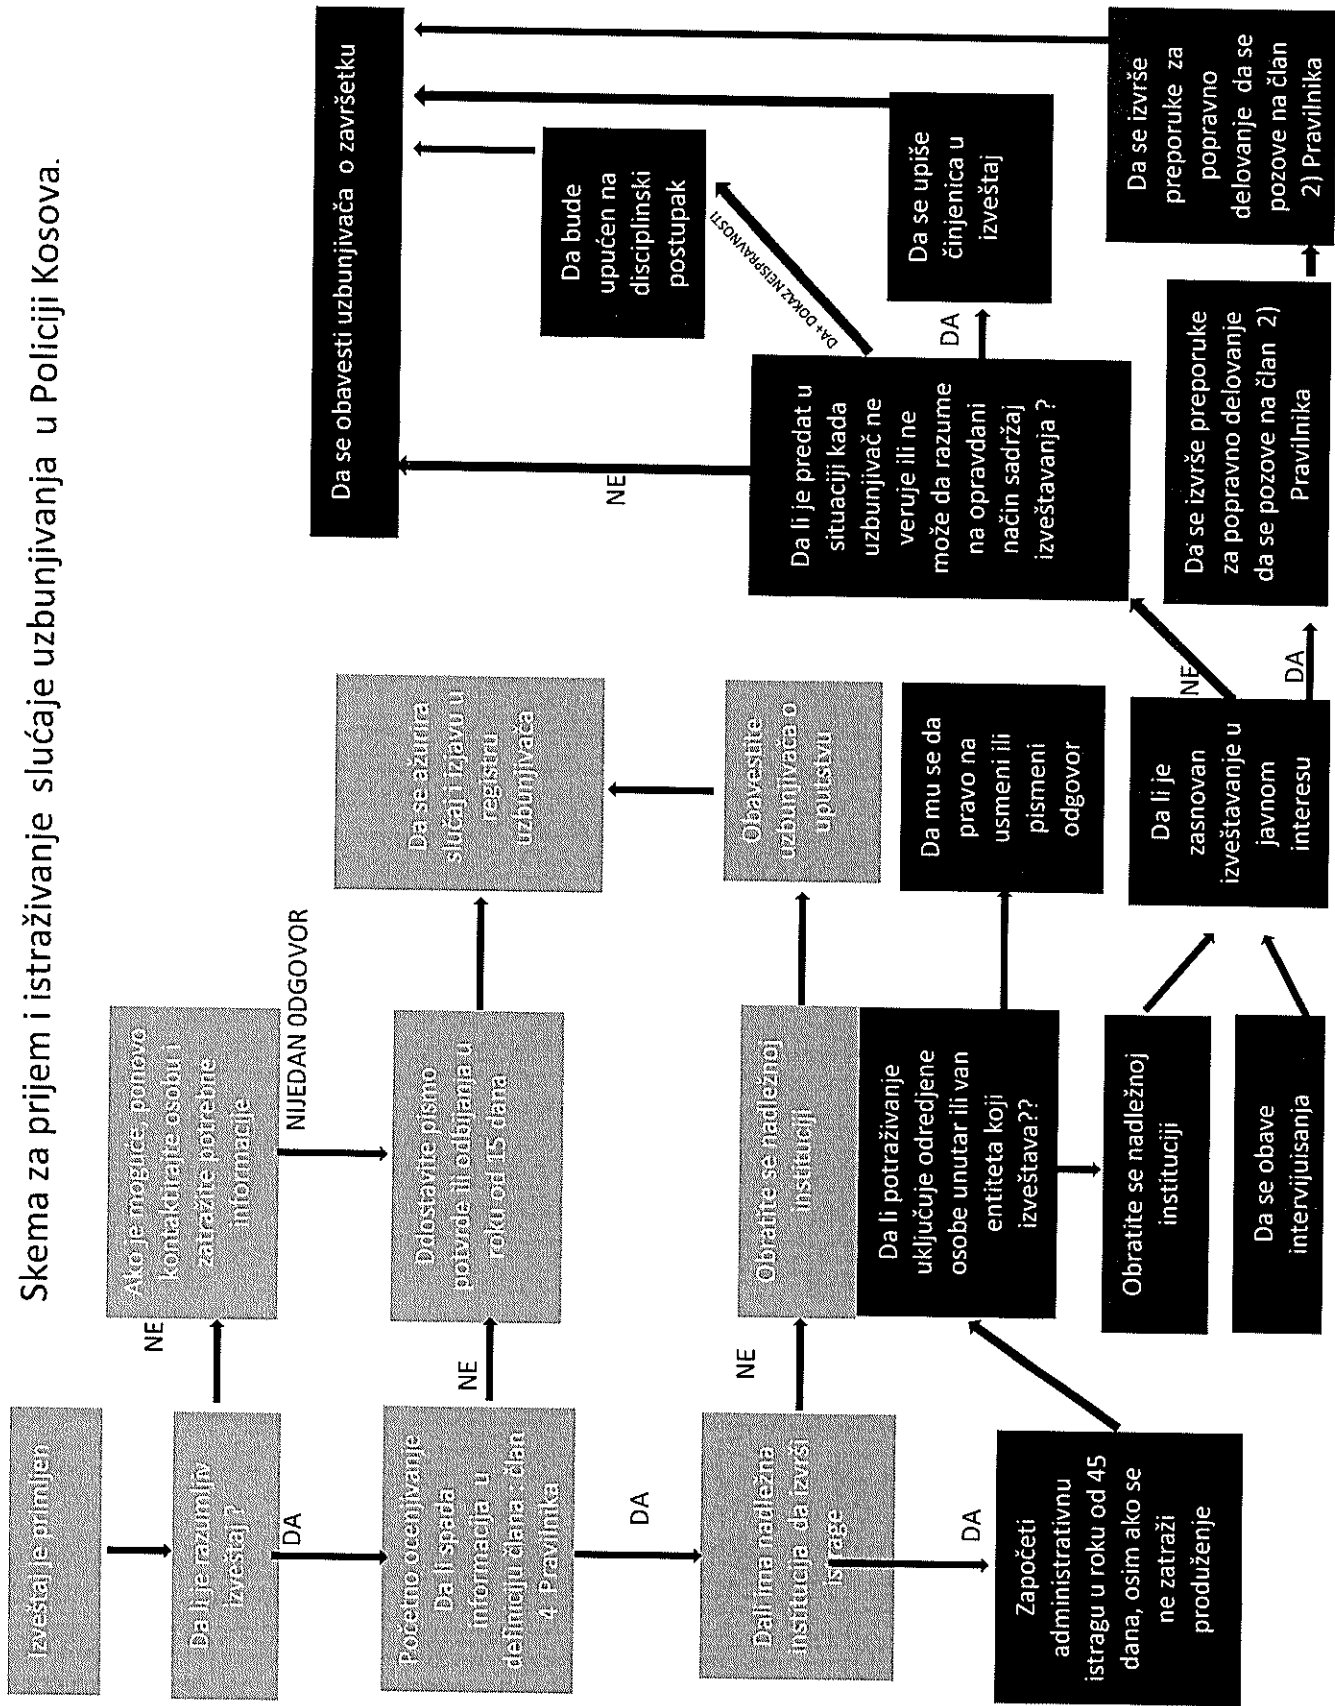 Skema za prijem i istraživanje slućaje uzbunjivanja u Policiji Kosova.
Izveštaj je primljen
Da li je razumljiv
izveštaj ?
NE
Ako je moguće, ponovo
kontaktirate osobu i
zatražite potrebne
informacije
NIJEDAN ODGOVOR
DA
Početno ocenjivanje
Da li spada
informacija u
definiciju člana : član
4 Pravilnika
NE
Ddostavite pismo
potvrde ili odbijanja u
roku od 15 dana
Da se ažurira
slućaj i izjavu u
registru
uzbunjivača
DA
Da li ima nadležna
institucija da izvrši
istrage
NE
Obratite se nadležnoj
instituciji
Obavestite
uzbunjivača o
uputstvu
DA
Započeti
administrativnu
istragu u roku od 45
dana, osim ako se
ne zatraži
produženje
Da li potraživanje
uključuje odredjene
osobe unutar ili van
entiteta koji
izveštava??
Da mu se da
pravo na
usmeni ili
pismeni
odgovor
Obratite se nadležnoj
instituciji
Da se obave
intervijuisanja
Da li je
zasnovan
izveštavanje u
javnom
interesu
NE
DA
Da li je predat u
situaciji kada
uzbunjivač ne
veruje ili ne
može da razume
na opravdani
način sadržaj
izveštavanja ?
NE
DA+ DOKAZ NEISPRAVNOSTI
DA
Da bude
upućen na
disciplinski
postupak
Da se upiše
činjenica u
izveštaj
Da se izvrše preporuke
za popravno delovanje
da se pozove na član 2)
Pravilnika
Da se izvrše
preporuke za
popravno
delovanje da se
pozove na član
2) Pravilnika
Da se obavesti uzbunjivača o završetku